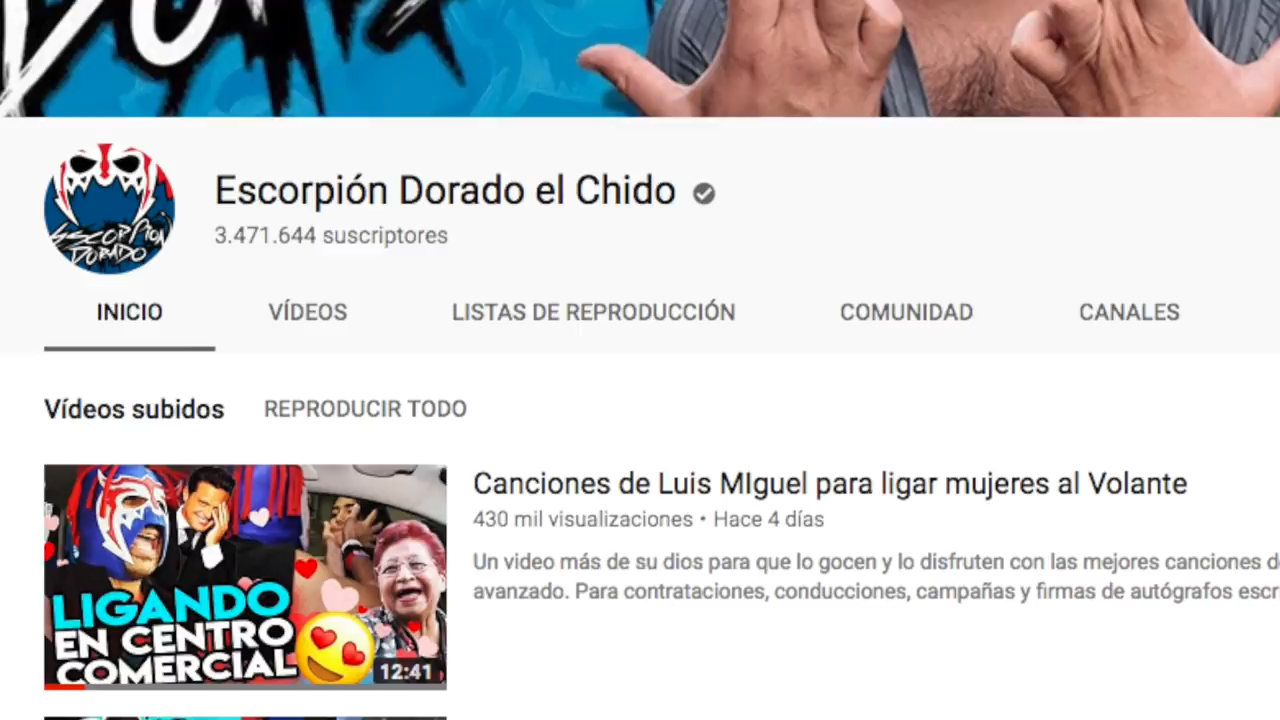 Escorpión Dorado el Chido
3.471.644 suscriptores
ESCORPION
DORADO
INICIO VÍDEOS LISTAS DE REPRODUCCIÓN COMUNIDAD CANALES
Vídeos subidos REPRODUCIR TODO
Canciones de Luis MIguel para ligar mujeres al Volante
430 mil visualizaciones • Hace 4 días
Un video más de su dios para que lo gocen y lo disfruten con las mejores canciones
avanzado. Para contrataciones, conducciones, campañas y firmas de autógrafos
LIGANDO
EN CENTRO
COMERCIAL
12:41